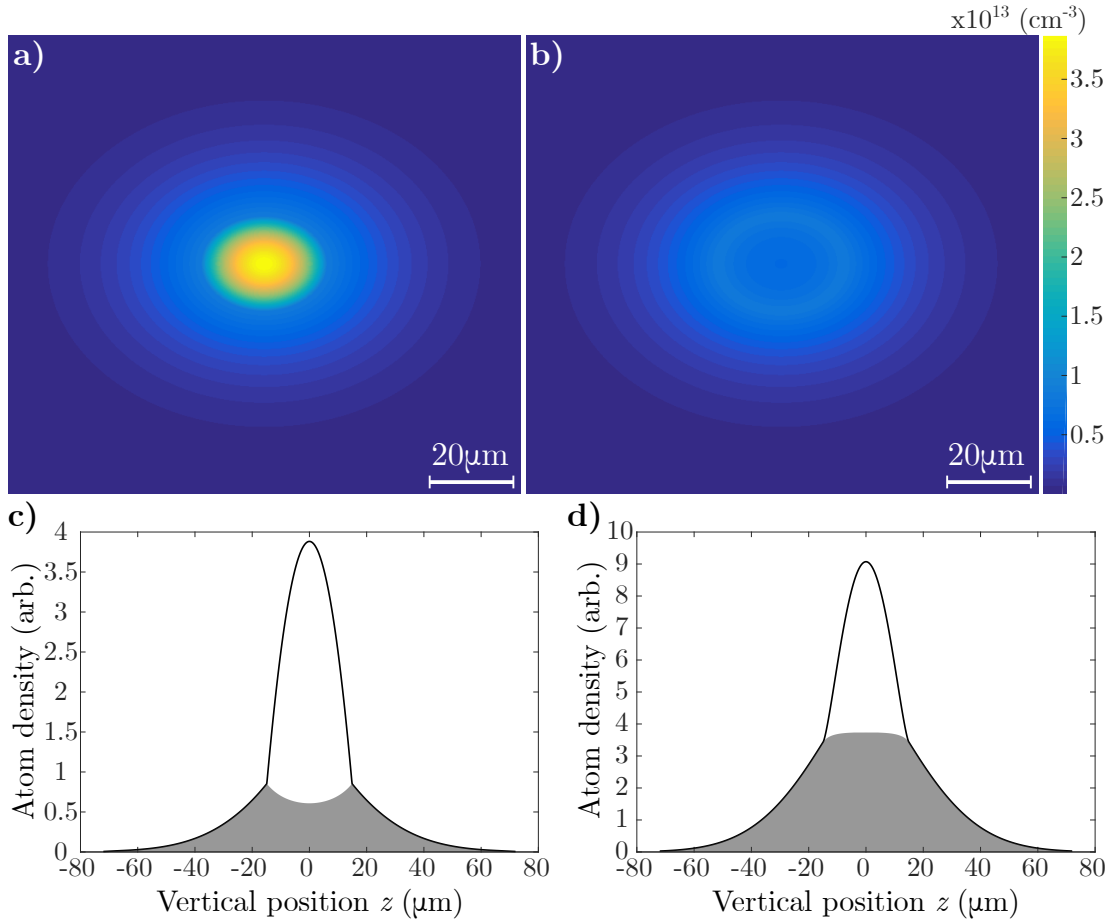 x10¹³ (cm⁻³)
a)
b)
3.5
3
2.5
2
1.5
1
0.5
20μm
20μm
c)
d)
4
3.5
3
2.5
2
1.5
1
0.5
0
Atom density (arb.)
-80 -60 -40 -20 0 20 40 60 80
Vertical position z (μm)
10
9
8
7
6
5
4
3
2
1
0
Atom density (arb.)
-80 -60 -40 -20 0 20 40 60 80
Vertical position z (μm)